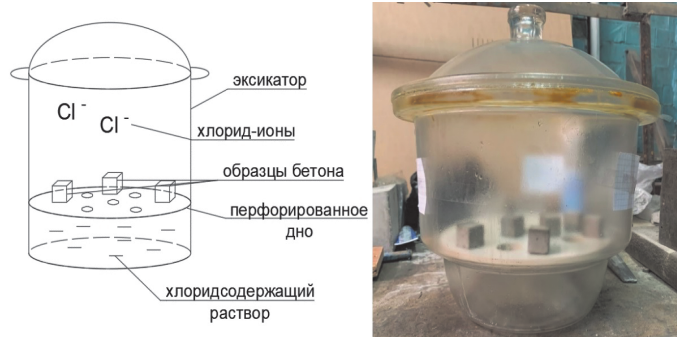 эксикатор
Cl -
Cl -
хлорид-ионы
образцы бетона
перфорированное
дно
хлоридсодержащий
раствор